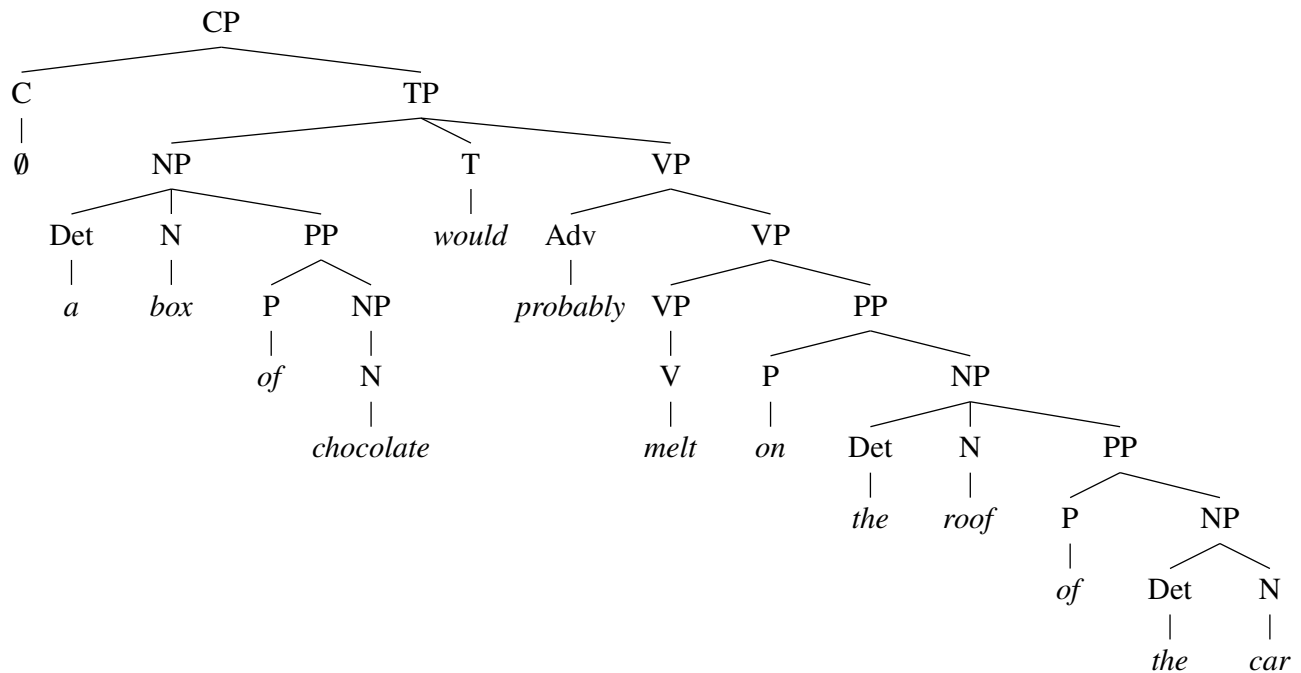 CP
C TP
∅ NP T VP
Det N PP would Adv VP
a box P NP probably VP PP
of N V P NP
chocolate melt on Det N PP
the roof P NP
of Det N
the car